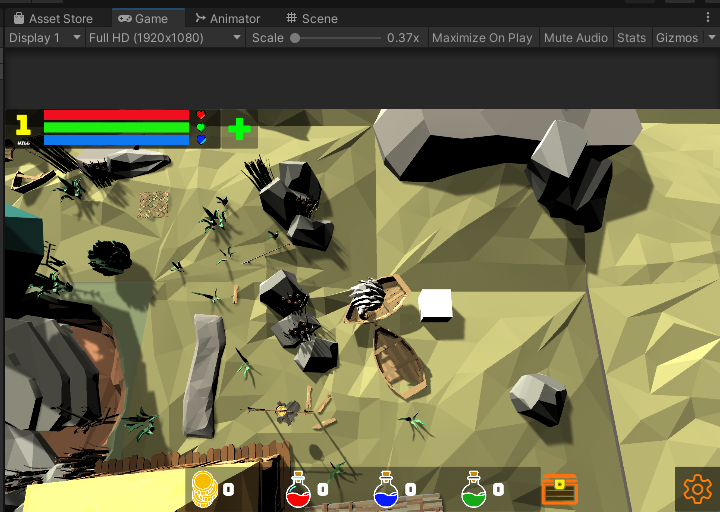 Asset Store Game Animator Scene
Display 1 Full HD (1920x1080) Scale 0.37x Maximize On Play Mute Audio Stats Gizmos
1
0 0 0 0